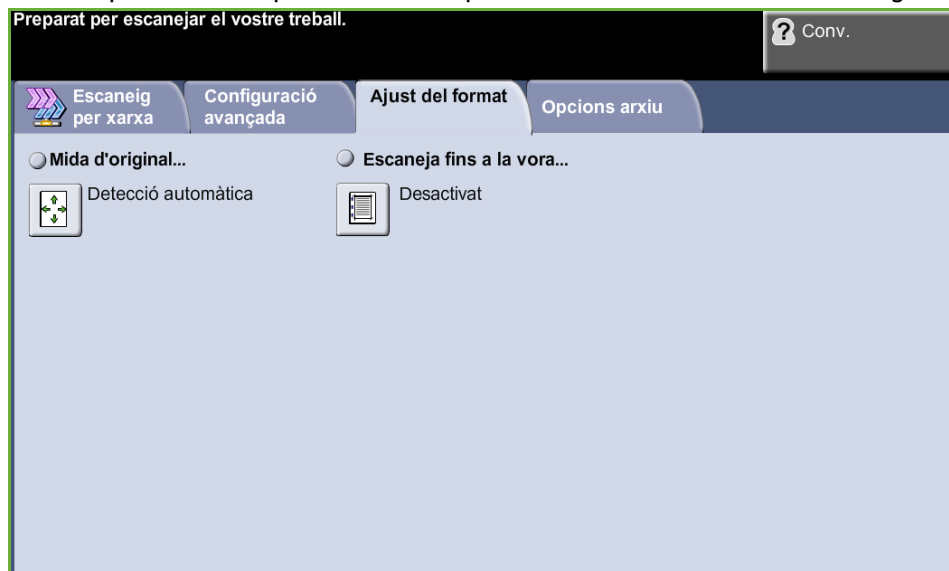 Preparat per escanejar el vostre treball.
? Conv.
Escaneig
per xarxa
Configuració
avançada
Ajust del format
Opcions arxiu
Mida d'original...
Escaneja fins a la vora...
Detecció automàtica
Desactivat